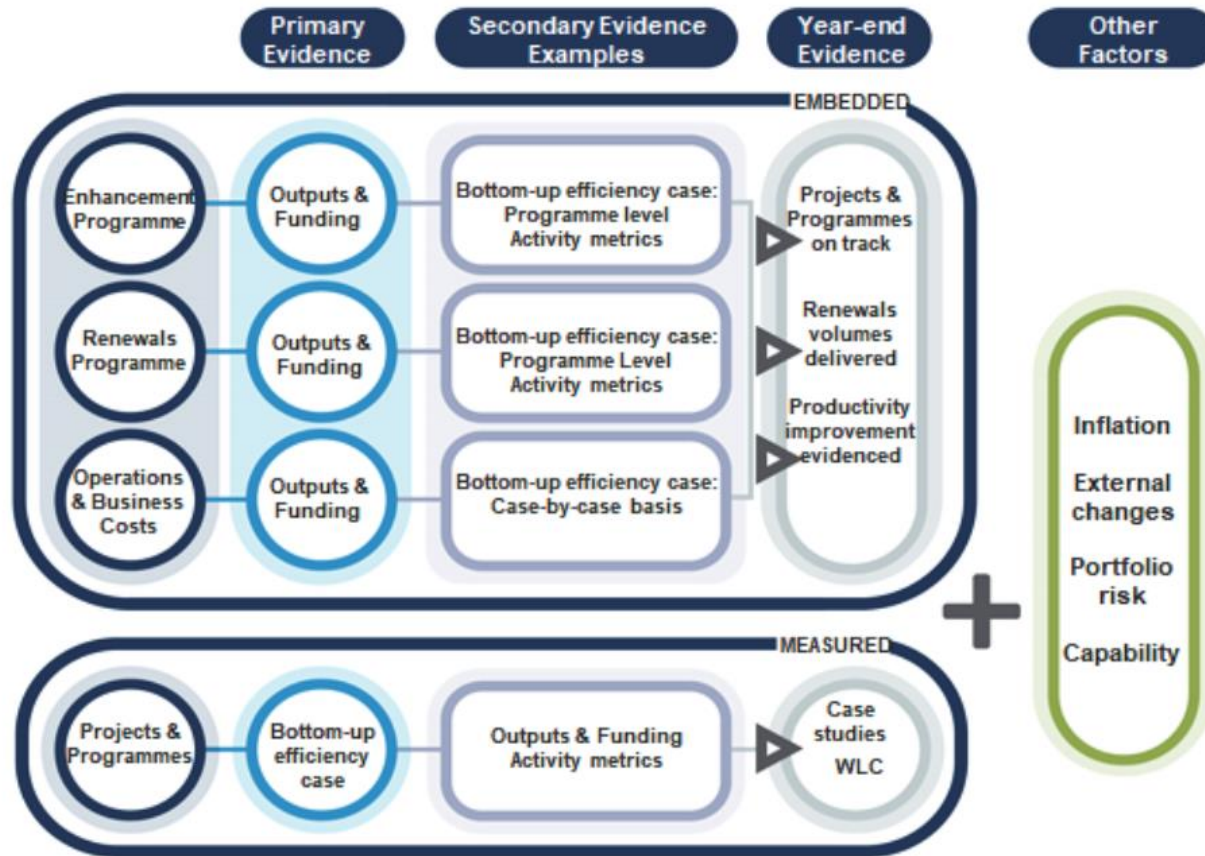 Primary
Evidence
Secondary Evidence
Examples
Year-end
Evidence
Other
Factors
EMBEDDED
Enhancement
Programme
Outputs &
Funding
Bottom-up efficiency case:
Programme level
Activity metrics
Projects &
Programmes
on track
Renewals
Programme
Outputs &
Funding
Bottom-up efficiency case:
Programme Level
Activity metrics
Renewals
volumes
delivered
Operations
& Business
Costs
Outputs &
Funding
Bottom-up efficiency case:
Case-by-case basis
Productivity
improvement
evidenced
Inflation
External
changes
Portfolio
risk
Capability
MEASURED
Projects &
Programmes
Bottom-up
efficiency
case
Outputs & Funding
Activity metrics
Case
studies
WLC